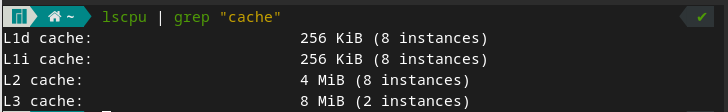 ~ lscpu | grep "cache" ✔
L1d cache: 256 KiB (8 instances)
L1i cache: 256 KiB (8 instances)
L2 cache: 4 MiB (8 instances)
L3 cache: 8 MiB (2 instances)